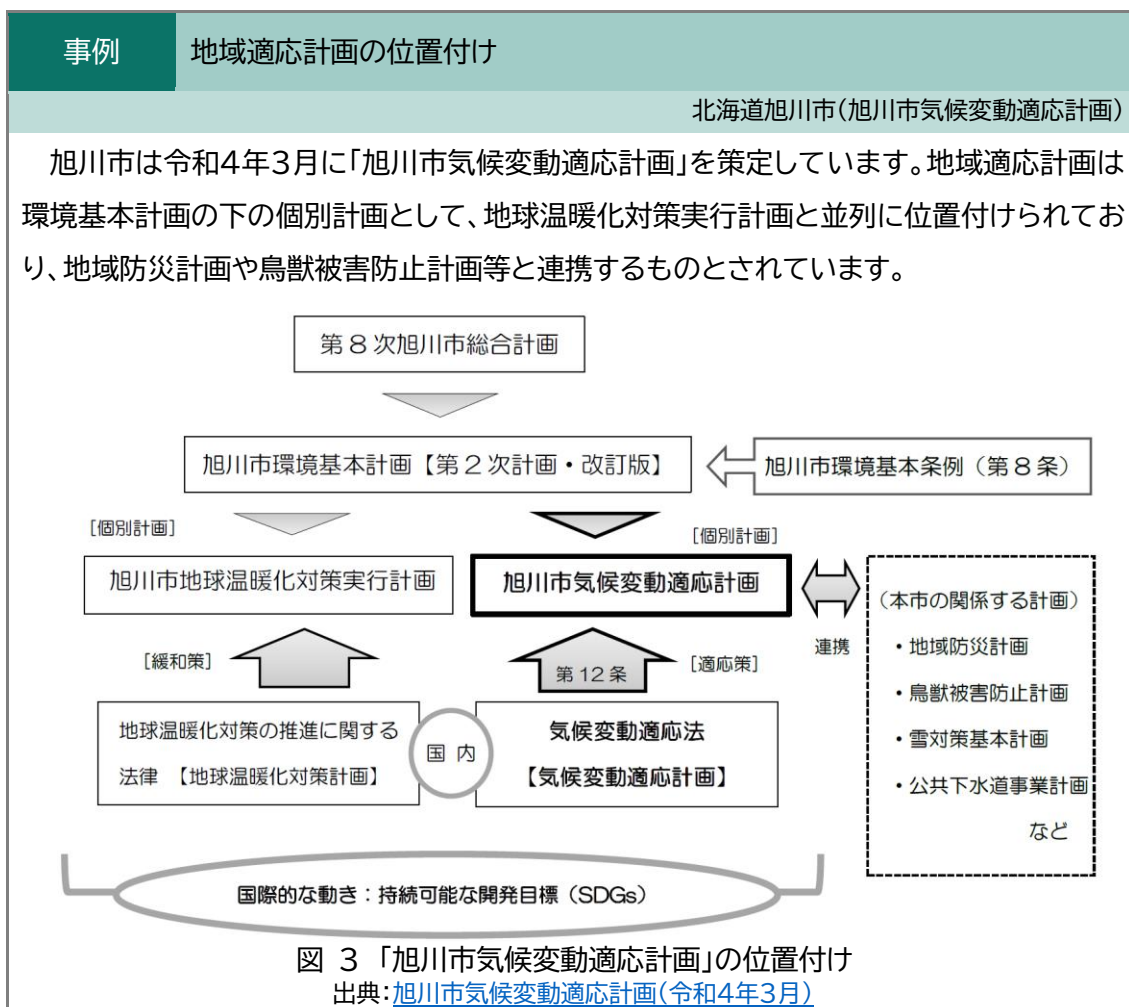 事例 地域適応計画の位置付け
北海道旭川市(旭川市気候変動適応計画)
旭川市は令和4年3月に「旭川市気候変動適応計画」を策定しています。地域適応計画は
環境基本計画の下の個別計画として、地球温暖化対策実行計画と並列に位置付けられてお
り、地域防災計画や鳥獣被害防止計画等と連携するものとされています。
第8次旭川市総合計画
旭川市環境基本計画【第2次計画・改訂版】
旭川市環境基本条例(第8条)
[個別計画]
[個別計画]
旭川市地球温暖化対策実行計画
旭川市気候変動適応計画
連携
(本市の関係する計画)
・地域防災計画
・鳥獣被害防止計画
・雪対策基本計画
・公共下水道事業計画
など
[緩和策]
第12条
[適応策]
地球温暖化対策の推進に関する
法律 【地球温暖化対策計画】
国内
気候変動適応法
【気候変動適応計画】
国際的な動き:持続可能な開発目標(SDGs)
図 3 「旭川市気候変動適応計画」の位置付け
出典:旭川市気候変動適応計画(令和4年3月)